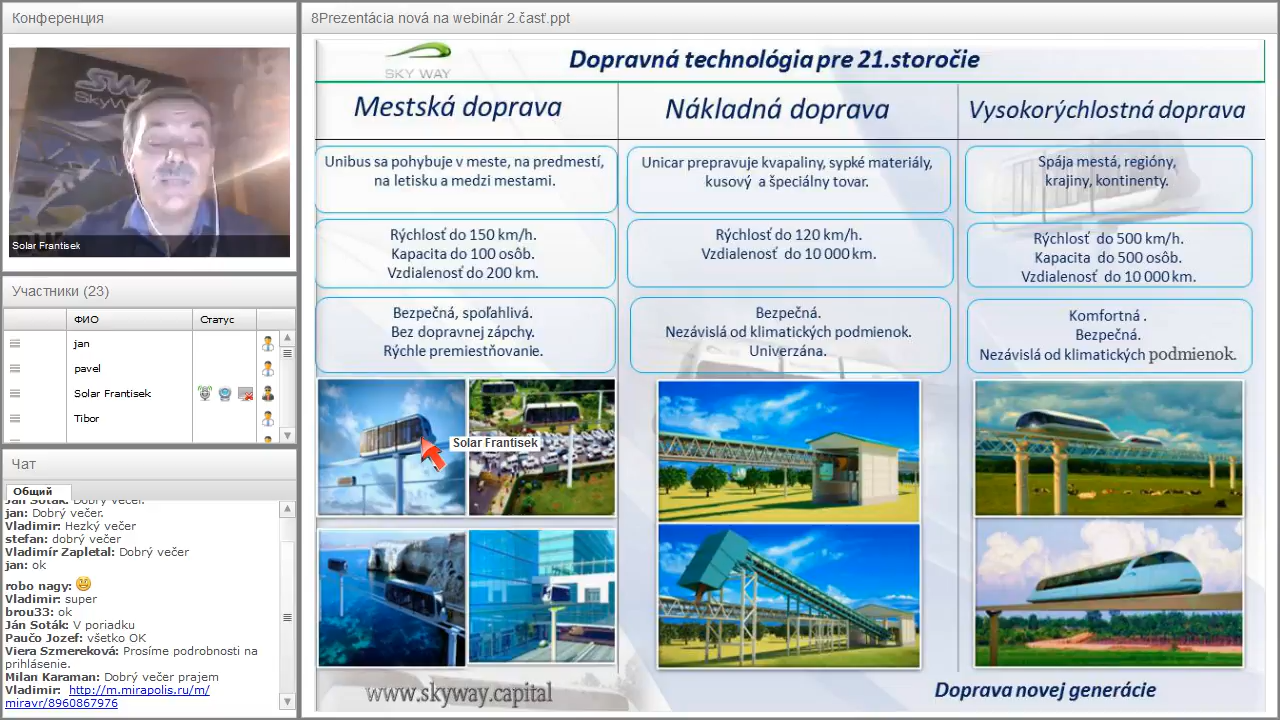 Конференция
Solar Frantisek
Участники (23)
ФИО
Статус
jan
pavel
Solar Frantisek
Tibor
Чат
Общий
Ján Soták: Dobrý večer.
jan: Dobrý večer.
Vladimir: Hezký večer
stefan: dobrý večer
Vladimír Zapletal: Dobrý večer
jan: ok
robo nagy:
Vladimir: super
brou33: ok
Ján Soták: V poriadku
Paučo Jozef: všetko OK
Viera Szmereková: Prosíme podrobnosti na
prihlásenie.
Milan Karaman: Dobrý večer prajem
Vladimir: http://m.mirapolis.ru/m/
miravr/8960867976
8Prezentácia nová na webinár 2.časť.ppt
SKY WAY
Dopravná technológia pre 21.storočie
Mestská doprava
Unibus sa pohybuje v meste, na predmestí,
na letisku a medzi mestami.
Rýchlosť do 150 km/h.
Kapacita do 100 osôb.
Vzdialenosť do 200 km.
Bezpečná, spoľahlivá.
Bez dopravnej zápchy.
Rýchle premiestňovanie.
Solar Frantisek
Nákladná doprava
Unicar prepravuje kvapaliny, sypké materiály,
kusový a špeciálny tovar.
Rýchlosť do 120 km/h.
Vzdialenosť do 10 000 km.
Bezpečná.
Nezávislá od klimatických podmienok.
Univerzána.
Vysokorýchlostná doprava
Spája mestá, regióny,
krajiny, kontinenty.
Rýchlosť do 500 km/h.
Kapacita do 500 osôb.
Vzdialenosť do 10 000 km.
Komfortná .
Bezpečná.
Nezávislá od klimatických podmienok.
www.skyway.capital
Doprava novej generácie